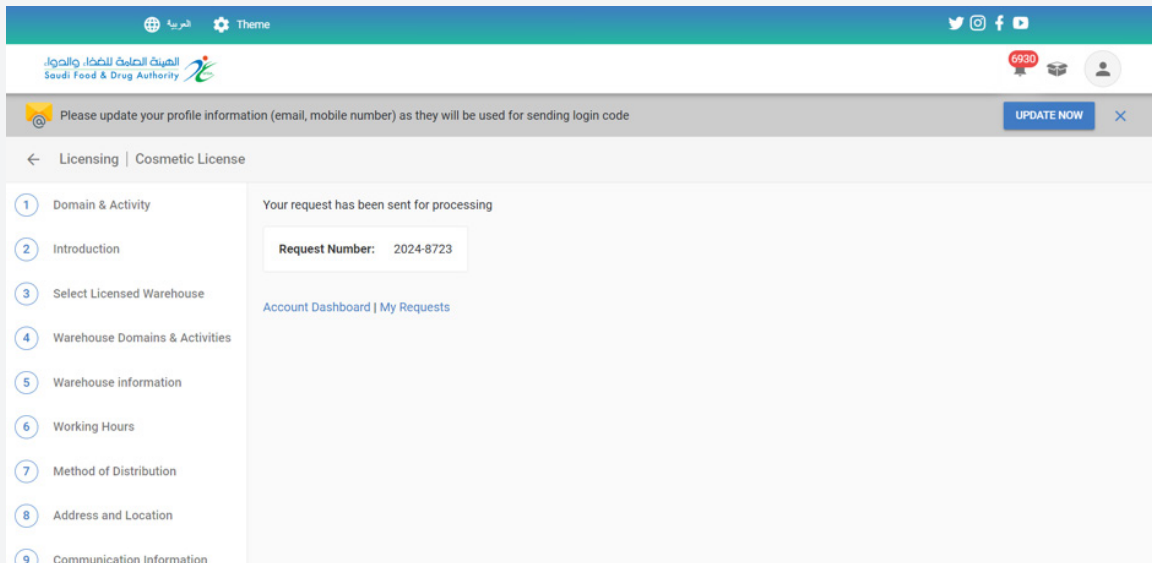 العربية
Theme
الهيئة العامة للغذاء والدواء
Saudi Food & Drug Authority
6930
Please update your profile information (email, mobile number) as they will be used for sending login code
UPDATE NOW
Licensing | Cosmetic License
1 Domain & Activity
2 Introduction
3 Select Licensed Warehouse
4 Warehouse Domains & Activities
5 Warehouse information
6 Working Hours
7 Method of Distribution
8 Address and Location
9 Communication Information
Your request has been sent for processing
Request Number: 2024-8723
Account Dashboard | My Requests